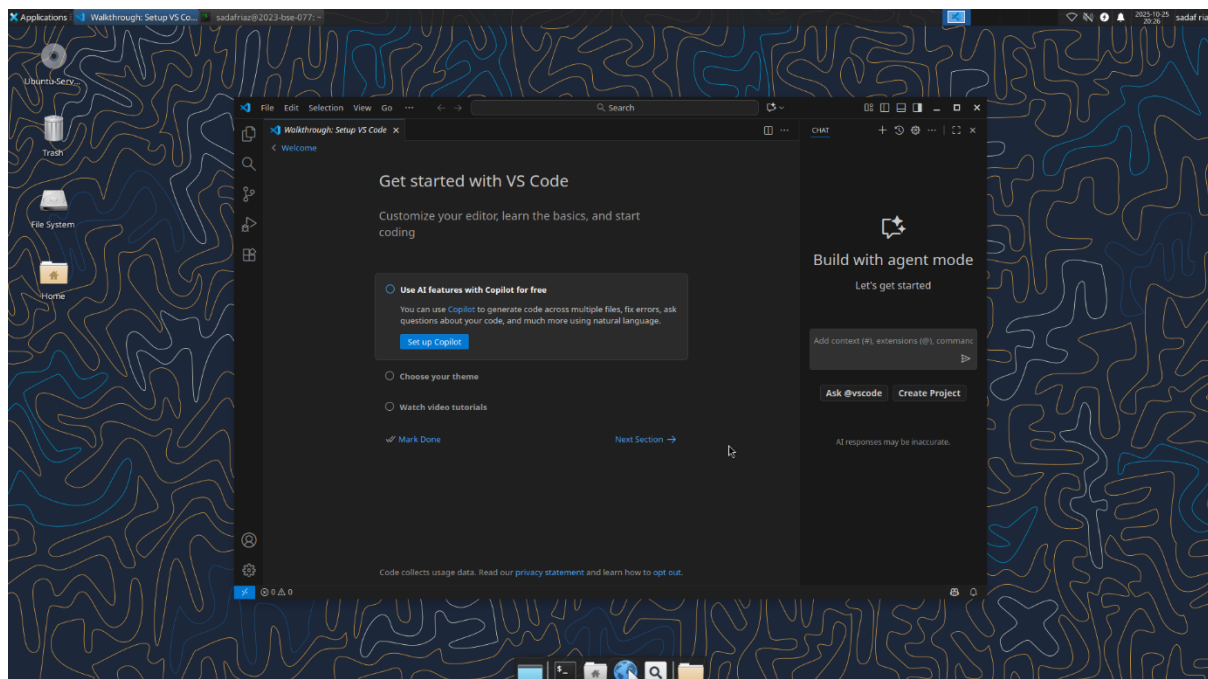 Applications
Walkthrough: Setup VS Co...
sadafriaz@2023-bse-077: ~
2025-10-25
20:26
sadaf ria
Ubuntu-Serv...
Trash
File System
Home
File Edit Selection View Go ···
Search
Walkthrough: Setup VS Code
Welcome
Get started with VS Code
Customize your editor, learn the basics, and start
coding
Use AI features with Copilot for free
You can use Copilot to generate code across multiple files, fix errors, ask
questions about your code, and much more using natural language.
Set up Copilot
Choose your theme
Watch video tutorials
Mark Done
Next Section →
Code collects usage data. Read our privacy statement and learn how to opt out.
CHAT
Build with agent mode
Let's get started
Add context (#), extensions (@), commanc
Ask @vscode Create Project
AI responses may be inaccurate.
0 0